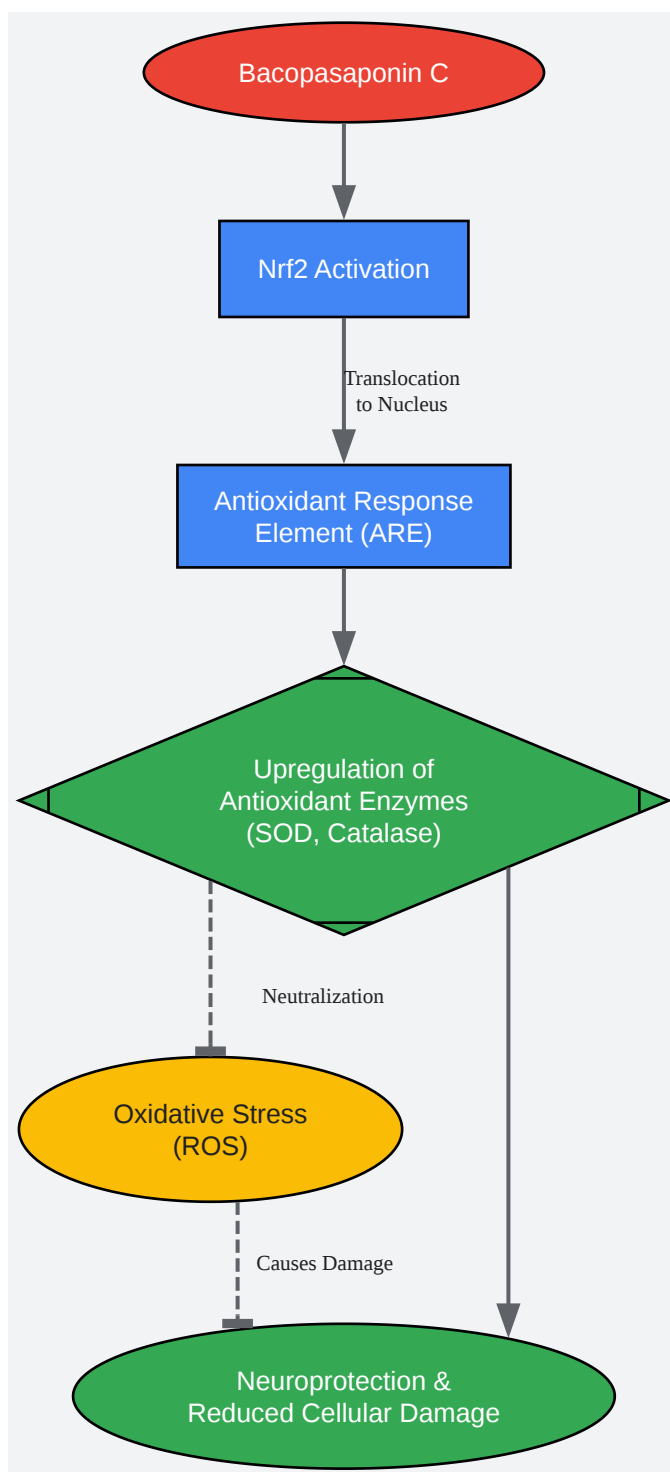 Bacopasaponin C
Nrf2 Activation
Translocation
to Nucleus
Antioxidant Response
Element (ARE)
Upregulation of
Antioxidant Enzymes
(SOD, Catalase)
Neutralization
Oxidative Stress
(ROS)
Causes Damage
Neuroprotection &
Reduced Cellular Damage